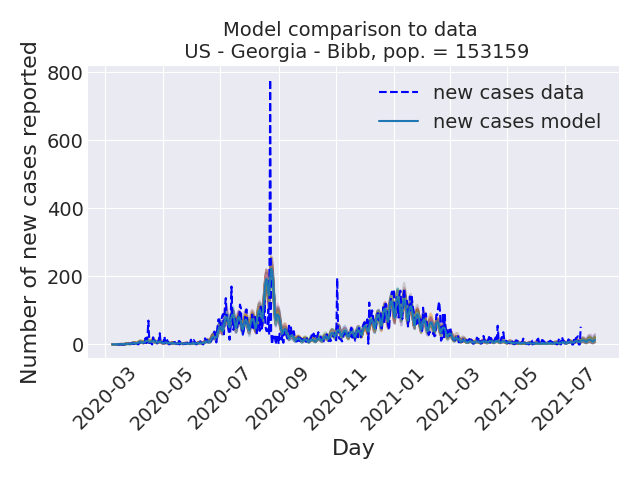 Model comparison to data
US - Georgia - Bibb, pop. = 153159
Number of new cases reported
800
600
400
200
0
new cases data
new cases model
2020-03
2020-05
2020-07
2020-09
2020-11
2021-01
2021-03
2021-05
2021-07
Day